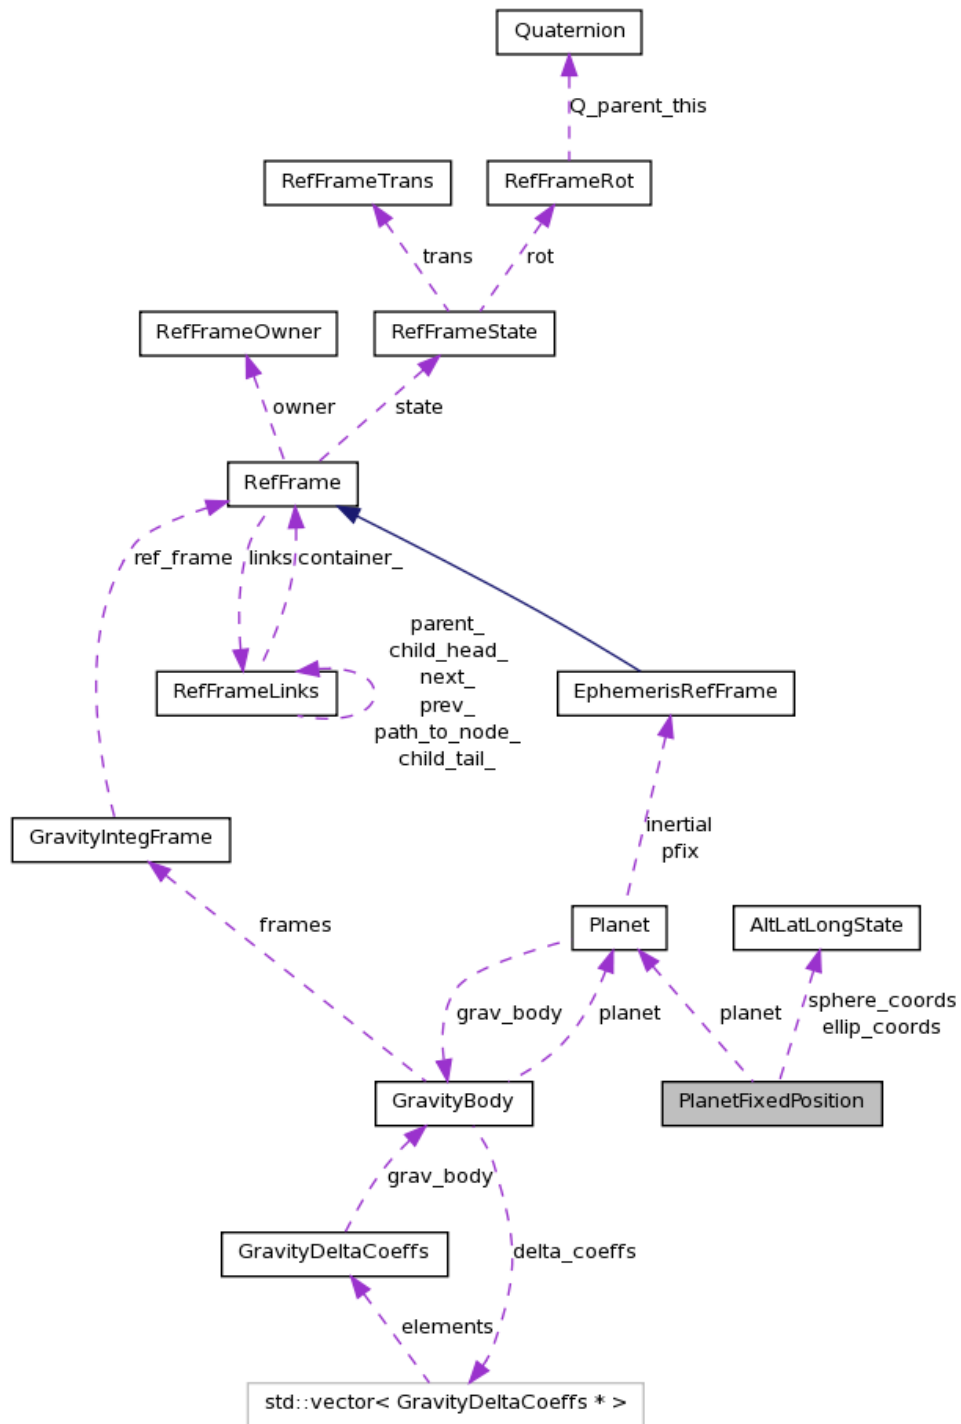 Quaternion
Q_parent_this
RefFrameTrans
RefFrameRot
trans
rot
RefFrameOwner
RefFrameState
owner
state
RefFrame
ref_frame
links
container_
parent_
child_head_
next_
prev_
path_to_node_
child_tail_
RefFrameLinks
EphemerisRefFrame
GravityIntegFrame
inertial
pfix
frames
Planet
AltLatLongState
grav_body
planet
planet
sphere_coords
ellip_coords
GravityBody
PlanetFixedPosition
grav_body
GravityDeltaCoeffs
delta_coeffs
elements
std::vector< GravityDeltaCoeffs * >